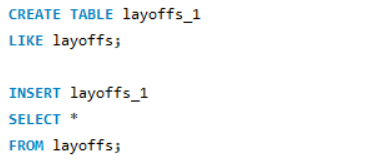 CREATE TABLE layoffs_1
LIKE layoffs;
INSERT layoffs_1
SELECT *
FROM layoffs;